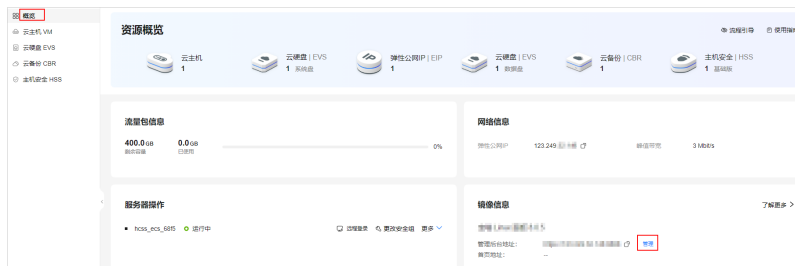 概览
云主机 VM
云硬盘 EVS
云备份 CBR
主机安全 HSS
资源概览
流程引导
使用指南
云主机
1
云硬盘 | EVS
1 系统盘
弹性公网IP | EIP
1
云硬盘 | EVS
1 数据盘
云备份 | CBR
1
主机安全 | HSS
1 基础版
流量包信息
400.0 GB
剩余容量
0.0 GB
已使用
0%
网络信息
弹性公网IP 123.249.
峰值带宽 3 Mbit/s
服务器操作
hcss_ecs_68f5 运行中
远程登录 更改安全组 更多
镜像信息
了解更多 >
管理后台地址: 管理
首页地址: --